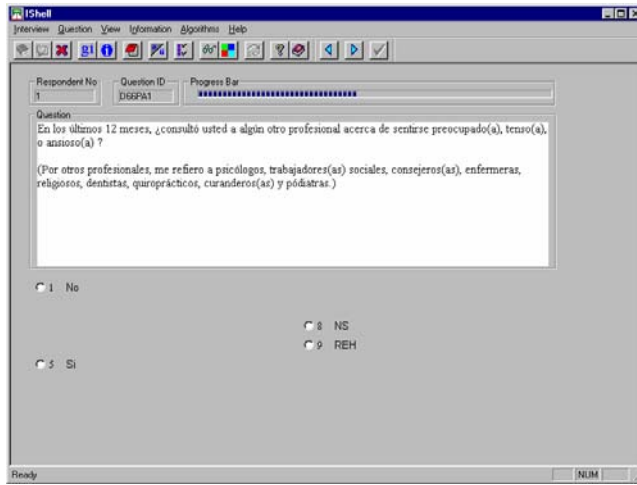 IShell
Interview Question View Information Algorithms Help
Respondent No
Question ID
Progress Bar
1
D66PA1
Question
En los últimos 12 meses, ¿consultó usted a algún otro profesional acerca de sentirse preocupado(a), tenso(a),
o ansioso(a) ?
(Por otros profesionales, me refiero a psicólogos, trabajadores(as) sociales, consejeros(as), enfermeras,
religiosos, dentistas, quiroprácticos, curanderos(as) y pódiatras.)
1 No
8 NS
9 REH
5 Si
Ready
NUM